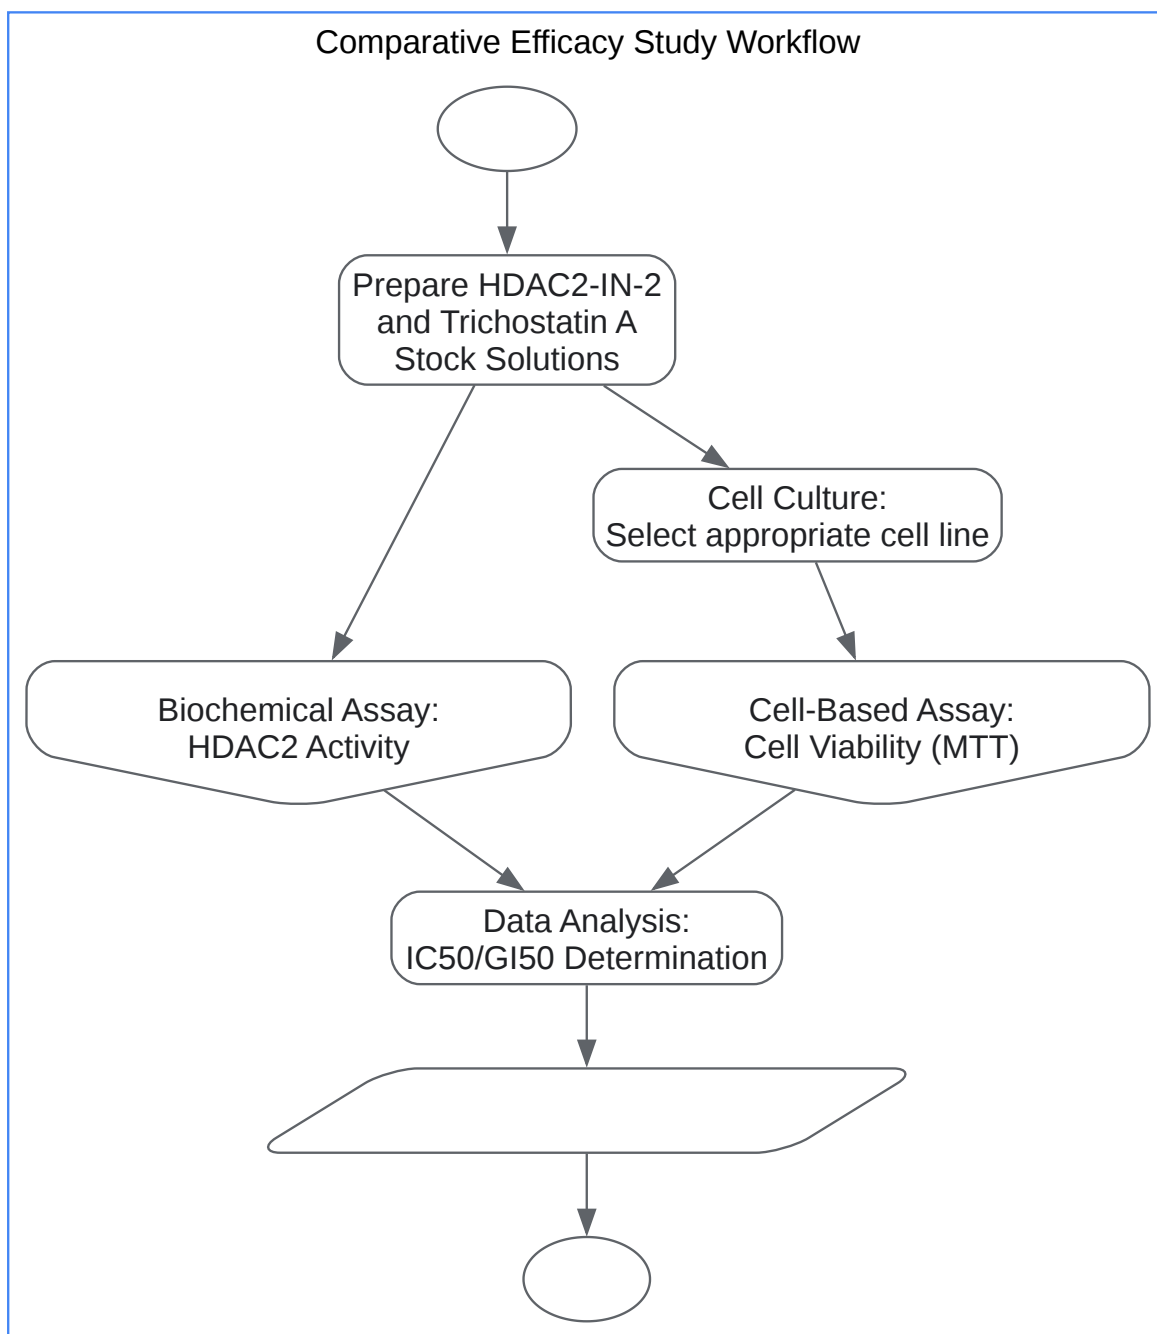 Comparative Efficacy Study Workflow
Prepare HDAC2-IN-2
and Trichostatin A
Stock Solutions
Cell Culture:
Select appropriate cell line
Biochemical Assay:
HDAC2 Activity
Cell-Based Assay:
Cell Viability (MTT)
Data Analysis:
IC50/GI50 Determination